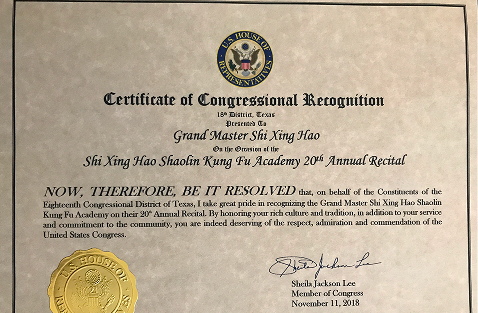 U.S. HOUSE OF
REPRESENTATIVES
Certificate of Congressional Recognition
18th District, Texas
Presented To
Grand Master Shi Xing Hao
On the Occasion of the
Shi Xing Hao Shaolin Kung Fu Academy 20th Annual Recital
NOW, THEREFORE, BE IT RESOLVED that, on behalf of the Constituents of the
Eighteenth Congressional District of Texas, I take great pride in recognizing the Grand Master Shi Xing Hao Shaolin
Kung Fu Academy on their 20th Annual Recital. By honoring your rich culture and tradition, in addition to your service
and commitment to the community, you are indeed deserving of the respect, admiration and commendation of the
United States Congress.
U.S. HOUSE OF
Sheila Jackson Lee
Sheila Jackson Lee
Member of Congress
November 11, 2018